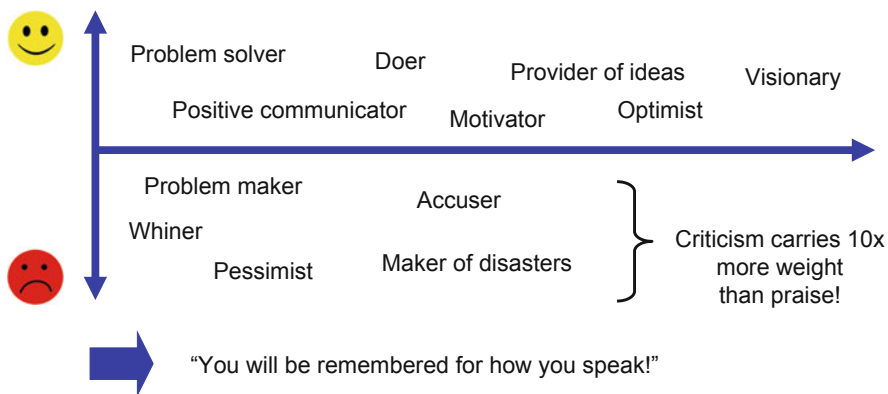 Problem solver
Doer
Provider of ideas
Visionary
Positive communicator
Motivator
Optimist
Problem maker
Accuser
Whiner
Pessimist
Maker of disasters
Criticism carries 10x
more weight
than praise!
“You will be remembered for how you speak!”